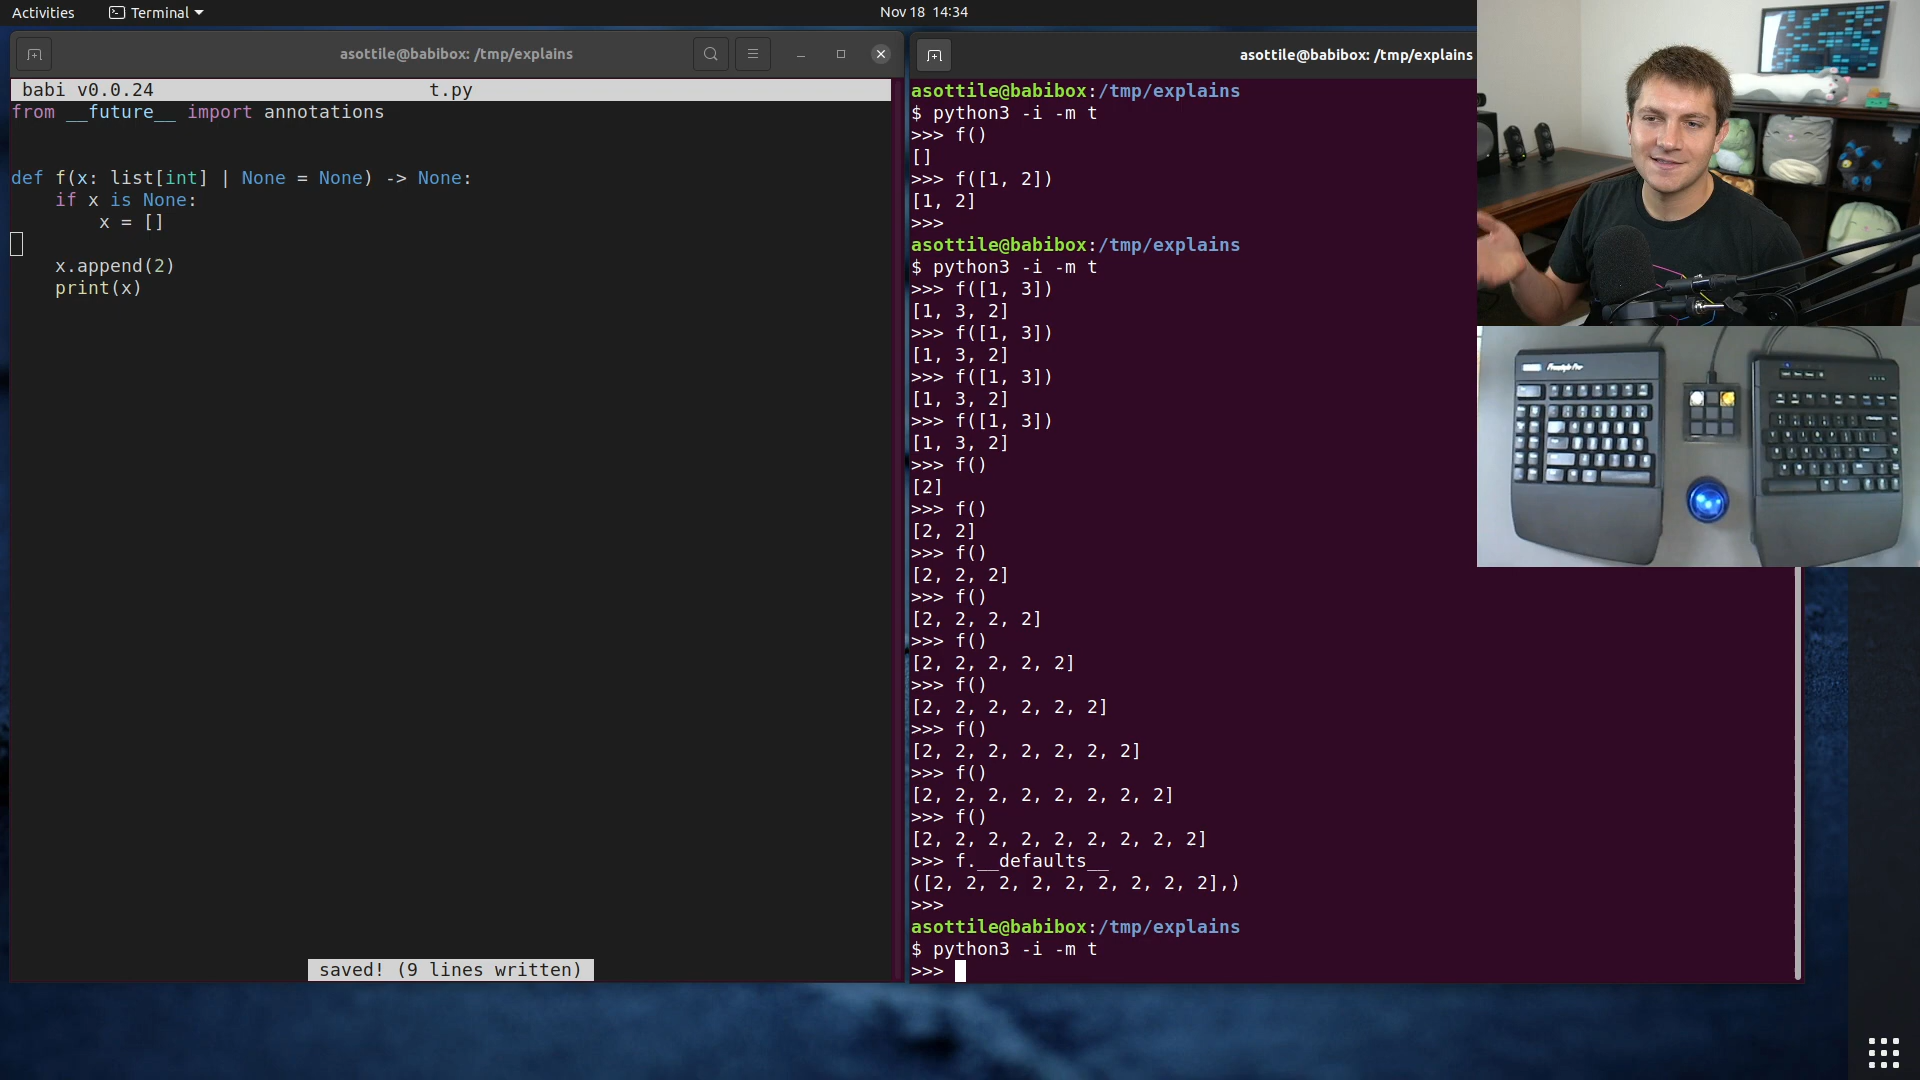 Activities
Terminal
Nov 18 14:34
asottile@babibox: /tmp/explains
babi v0.0.24 t.py
from __future__ import annotations
def f(x: list[int] | None = None) -> None:
    if x is None:
        x = []
    x.append(2)
    print(x)
saved! (9 lines written)
asottile@babibox: /tmp/explains
asottile@babibox:/tmp/explains
$ python3 -i -m t
>>> f()
[]
>>> f([1, 2])
[1, 2]
>>>
asottile@babibox:/tmp/explains
$ python3 -i -m t
>>> f([1, 3])
[1, 3, 2]
>>> f([1, 3])
[1, 3, 2]
>>> f([1, 3])
[1, 3, 2]
>>> f([1, 3])
[1, 3, 2]
>>> f()
[2]
>>> f()
[2, 2]
>>> f()
[2, 2, 2]
>>> f()
[2, 2, 2, 2]
>>> f()
[2, 2, 2, 2, 2]
>>> f()
[2, 2, 2, 2, 2, 2]
>>> f()
[2, 2, 2, 2, 2, 2, 2]
>>> f()
[2, 2, 2, 2, 2, 2, 2, 2]
>>> f()
[2, 2, 2, 2, 2, 2, 2, 2, 2]
>>> f.__defaults__
([2, 2, 2, 2, 2, 2, 2, 2, 2],)
>>>
asottile@babibox:/tmp/explains
$ python3 -i -m t
>>>
Freestyle Pro